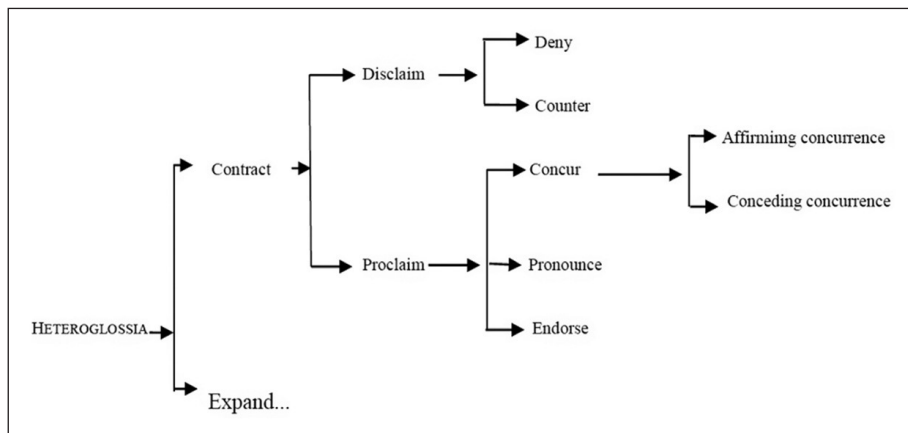 Deny
Disclaim
Counter
Affirmimg concurrence
Contract
Concur
Conceding concurrence
Proclaim
Pronounce
HETEROGLOSSIA
Endorse
Expand...